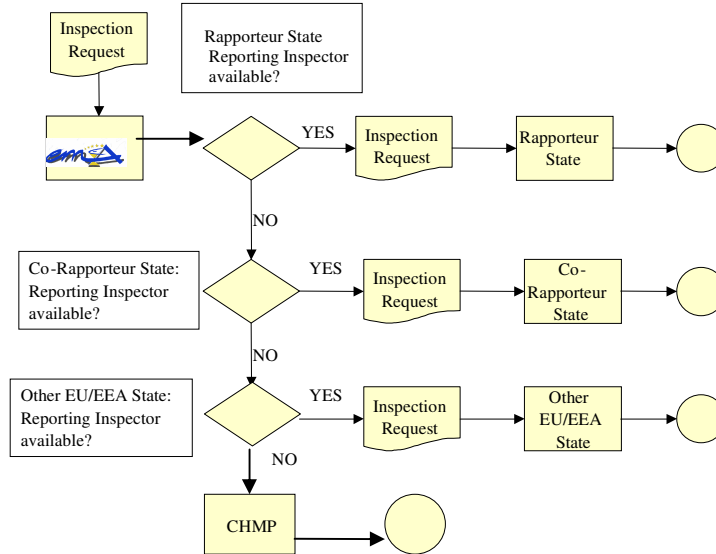 Inspection
Request
Rapporteur State
Reporting Inspector
available?
emea
YES
Inspection
Request
Rapporteur
State
NO
Co-Rapporteur State:
Reporting Inspector
available?
YES
Inspection
Request
Co-
Rapporteur
State
NO
Other EU/EEA State:
Reporting Inspector
available?
YES
Inspection
Request
Other
EU/EEA
State
NO
CHMP